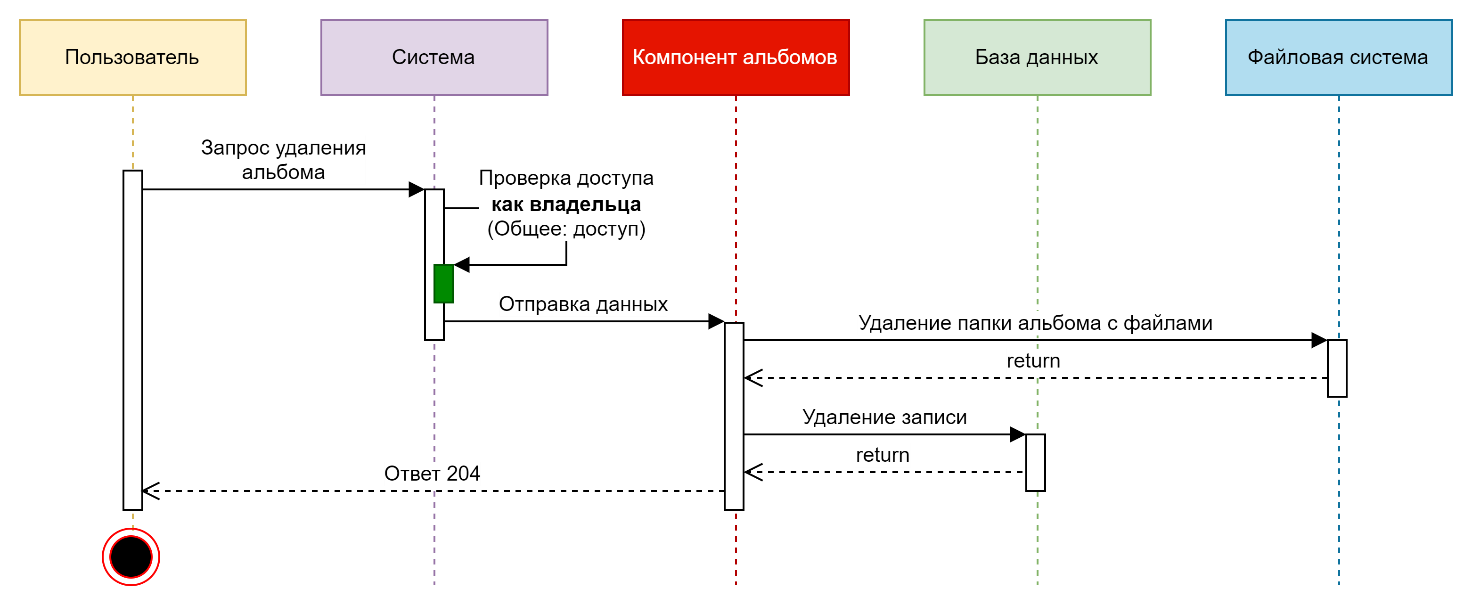 Пользователь
Система
Компонент альбомов
База данных
Файловая система
Запрос удаления
альбома
Проверка доступа
как владельца
(Общее: доступ)
Отправка данных
Удаление папки альбома с файлами
return
Удаление записи
return
Ответ 204